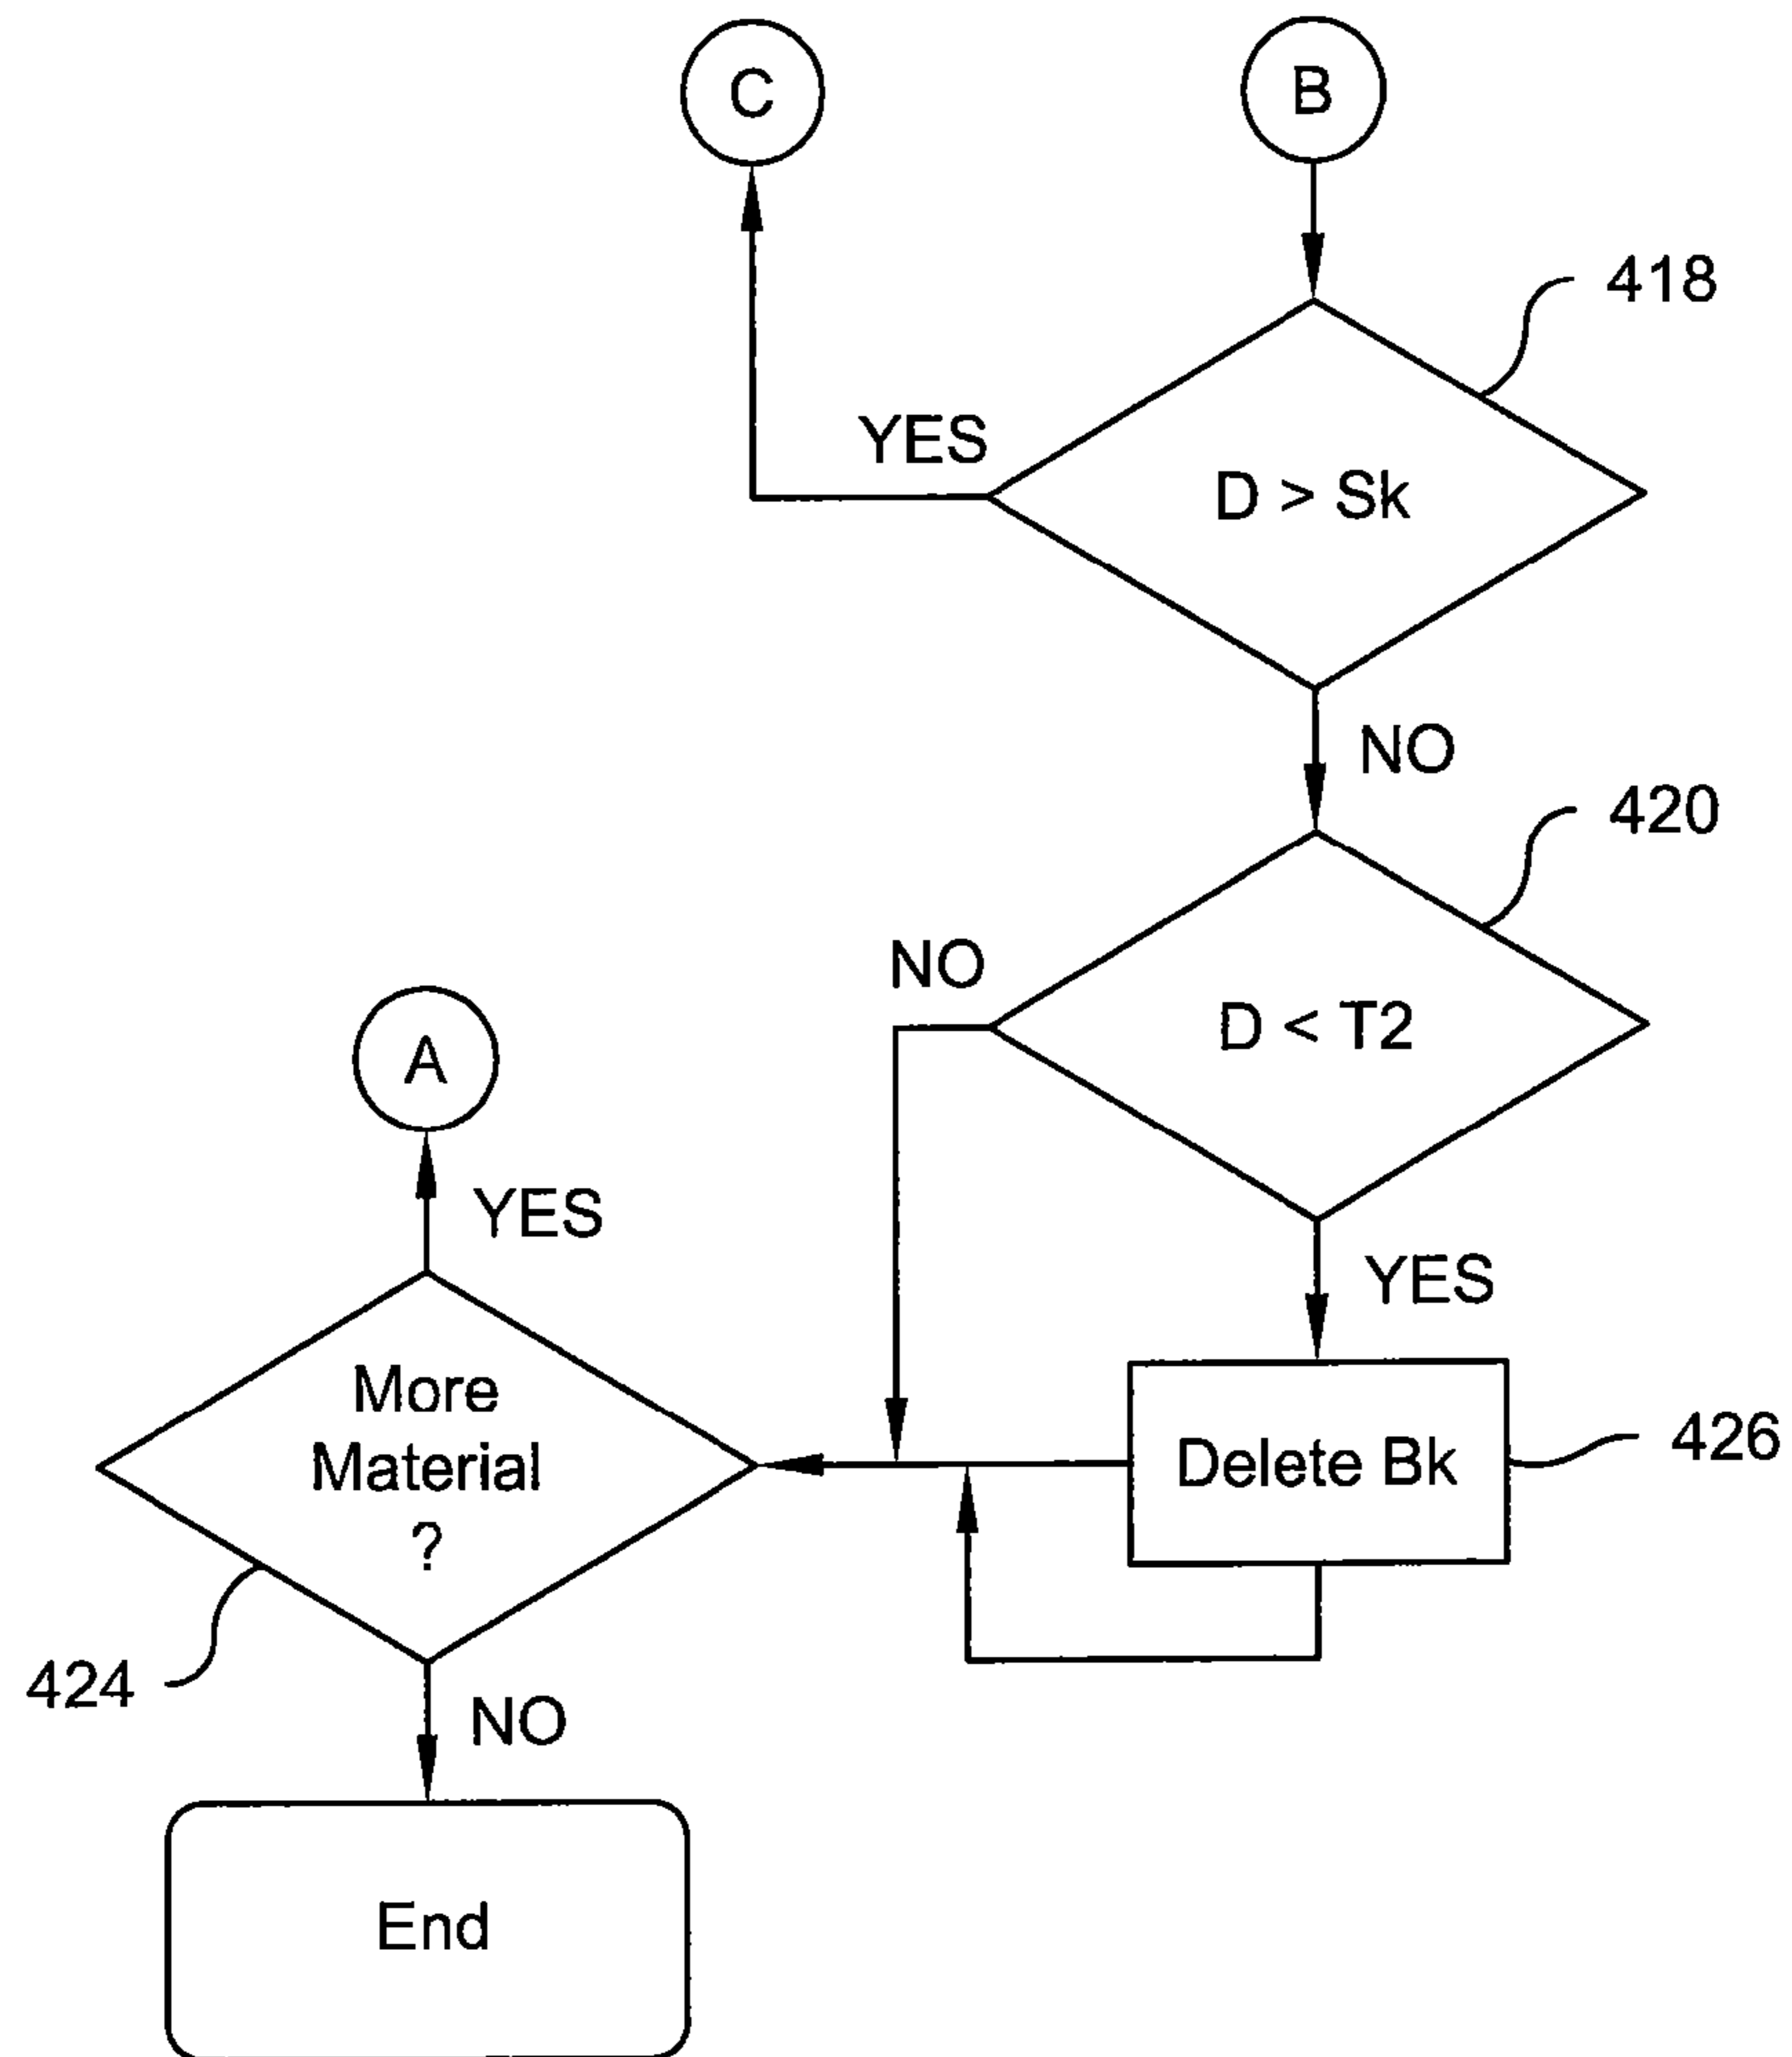 C
B
418
YES
D > Sk
NO
420
NO
D < T2
A
YES
YES
More
Material
?
Delete Bk
426
424
NO
End